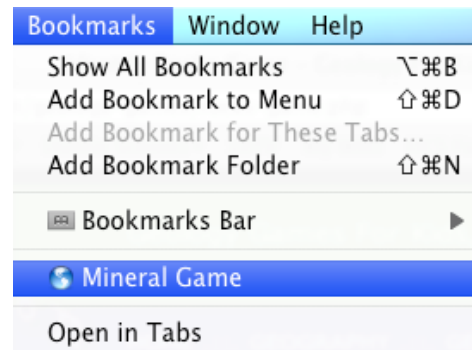 Bookmarks Window Help
Show All Bookmarks ⌥⌘B
Add Bookmark to Menu ⇧⌘D
Add Bookmark for These Tabs...
Add Bookmark Folder ⇧⌘N
Bookmarks Bar
Mineral Game
Open in Tabs